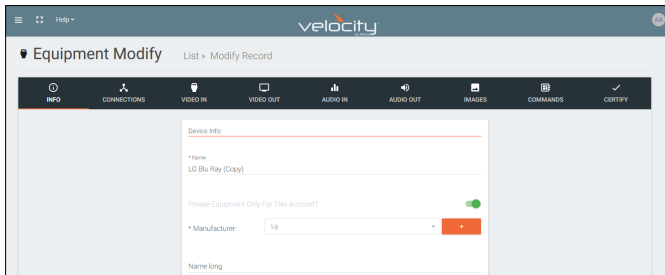 Help
velocity
AA
Equipment Modify
List » Modify Record
INFO
CONNECTIONS
VIDEO IN
VIDEO OUT
AUDIO IN
AUDIO OUT
IMAGES
COMMANDS
CERTIFY
Device Info:
* Name
LG Blu Ray (Copy)
Private Equipment Only For This Account?
* Manufacturer:
Lg
+
Name long